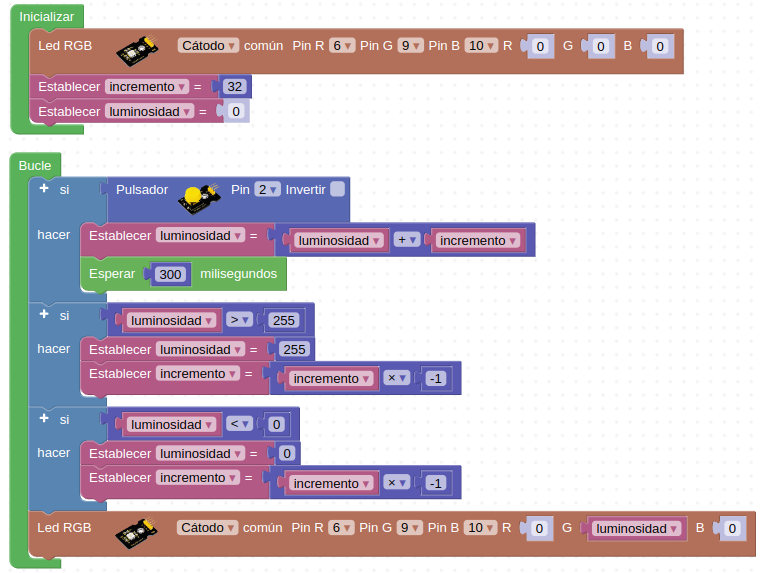 Inicializar
Led RGB Cátodo ▾ común Pin R 6 ▾ Pin G 9 ▾ Pin B 10 ▾ R 0 G 0 B 0
Establecer incremento ▾ = 32
Establecer luminosidad ▾ = 0
Bucle
+ si Pulsador Pin 2 ▾ Invertir
hacer Establecer luminosidad ▾ = luminosidad ▾ + ▾ incremento ▾
Esperar 300 milisegundos
+ si luminosidad ▾ > ▾ 255
hacer Establecer luminosidad ▾ = 255
Establecer incremento ▾ = incremento ▾ × ▾ -1
+ si luminosidad ▾ < ▾ 0
hacer Establecer luminosidad ▾ = 0
Establecer incremento ▾ = incremento ▾ × ▾ -1
Led RGB Cátodo ▾ común Pin R 6 ▾ Pin G 9 ▾ Pin B 10 ▾ R 0 G luminosidad ▾ B 0